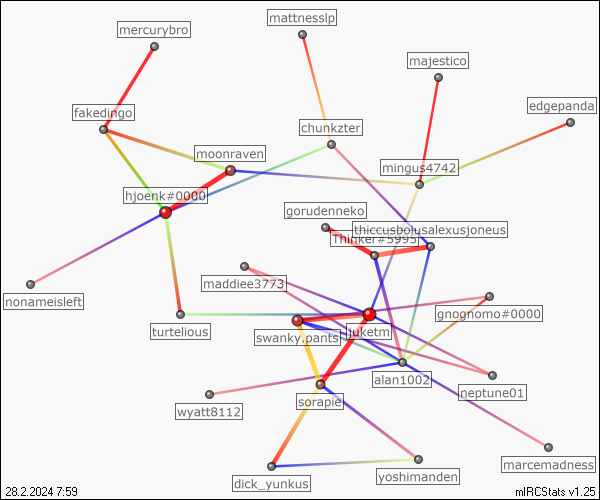 mattnesslp
mercurybro
majestico
edgepanda
fakedingo
chunkzter
moonraven
mingus4742
hjoenk#0000
gorudenneko
thiccusbolusalexusjoneus
Thinker#5995
maddiee3773
nonameisleft
gnognomo#0000
turtelious
juketm
swanky.pants
alan1002
neptune01
sorapie
wyatt8112
marcemadness
dick_yunkus
yoshimanden
28.2.2024 7:59
mIRCStats v1.25